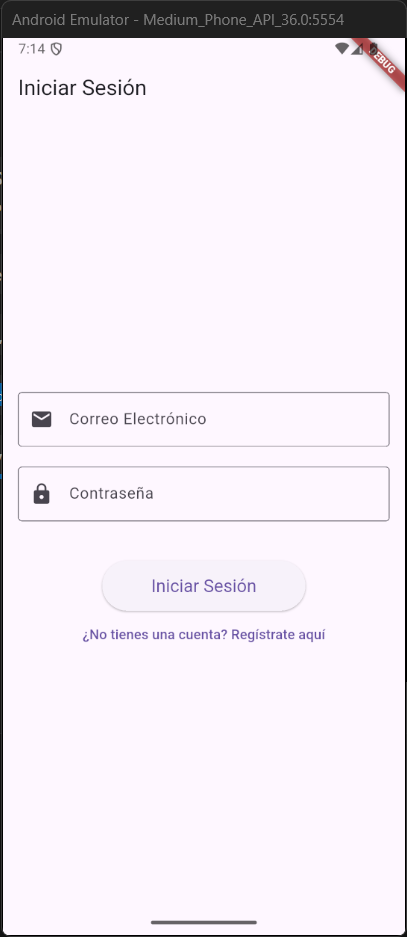 Android Emulator - Medium_Phone_API_36.0:5554
7:14
Iniciar Sesión
Correo Electrónico
Contraseña
Iniciar Sesión
¿No tienes una cuenta? Regístrate aquí